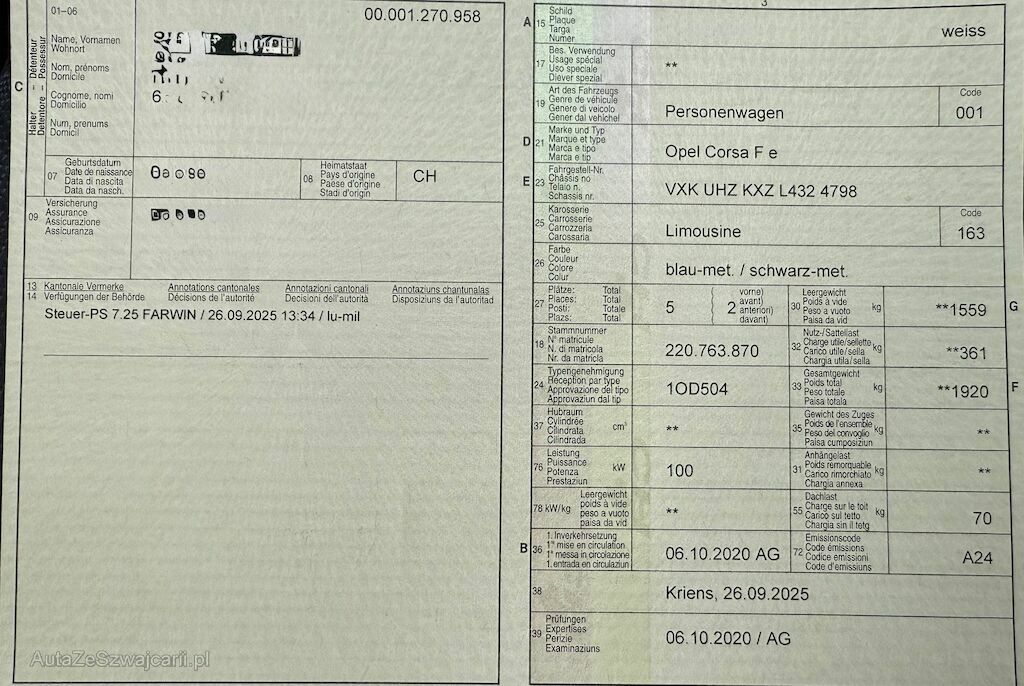 01–06
00.001.270.958
C
Halter – Détenteur
Detentore – Possessur
Name, Vornamen
Wohnort
Nom, prénoms
Domicile
Cognome, nomi
Domicilio
Num, prenums
Domicil
6
07
Geburtsdatum
Date de naissance
Data di nascita
Data da nasch.
08
Heimatstaat
Pays d'origine
Paese d'origine
Stadi d'origin
CH
09
Versicherung
Assurance
Assicurazione
Assicuranza
13 Kantonale Vermerke Annotations cantonales Annotazioni cantonali Annotaziuns chantunalas
14 Verfügungen der Behörde Décisions de l'autorité Decisioni dell'autorità Disposiziuns da l'autoritad
Steuer-PS 7.25 FARWIN / 26.09.2025 13:34 / lu-mil
3
A 15
Schild
Plaque
Targa
Numer
weiss
17
Bes. Verwendung
Usage spécial
Uso speciale
Diever spezial
**
19
Art des Fahrzeugs
Genre de véhicule
Genere di veicolo
Gener dal vehichel
Personenwagen
Code
001
D 21
Marke und Typ
Marque et type
Marca e tipo
Marca e tip
Opel Corsa F e
E 23
Fahrgestell-Nr.
Châssis no
Telaio n.
Schassis nr.
VXK UHZ KXZ L432 4798
25
Karosserie
Carrosserie
Carrozzeria
Carossaria
Limousine
Code
163
26
Farbe
Couleur
Colore
Colur
blau-met. / schwarz-met.
27
Plätze: Total
Places: Total
Posti: Totale
Plazs: Total
5
2
vorne)
avant)
anterion)
davant)
30
Leergewicht
Poids à vide
Peso a vuoto
Paisa da vid
kg
**1559
G
18
Stammnummer
N° matricule
N. di matricola
Nr. da matricla
220.763.870
32
Nutz-/Sattellast
Charge utile/sellette
Carico utile/sella
Chargia utila/sella
kg
**361
24
Typengenehmigung
Réception par type
Approvazione del tipo
Approvaziun dal tip
1OD504
33
Gesamtgewicht
Poids total
Peso totale
Paisa totala
kg
**1920
F
37
Hubraum
Cylindrée
Cilindrata
Cilindrada
cm³
**
35
Gewicht des Zuges
Poids de l'ensemble
Peso del convoglio
Paisa cumposiziun
kg
**
76
Leistung
Puissance
Potenza
Prestaziun
kW
100
31
Anhängelast
Poids remorquable
Carico rimorchiato
Chargia annexa
kg
**
78 kW/kg
Leergewicht
poids à vide
peso a vuoto
paisa da vid
**
55
Dachlast
Charge sur le toit
Carico sul tetto
Chargia sin il tetg
kg
70
B 36
1. Inverkehrsetzung
1re mise en circulation
1a messa in circolazione
1. entrada en circulaziun
06.10.2020 AG
72
Emissionscode
Code émissions
Codice emissioni
Code d'emissiuns
A24
38
Kriens, 26.09.2025
39
Prüfungen
Expertises
Perizie
Examinaziuns
06.10.2020 / AG
AutaZeSzwajcarii.pl